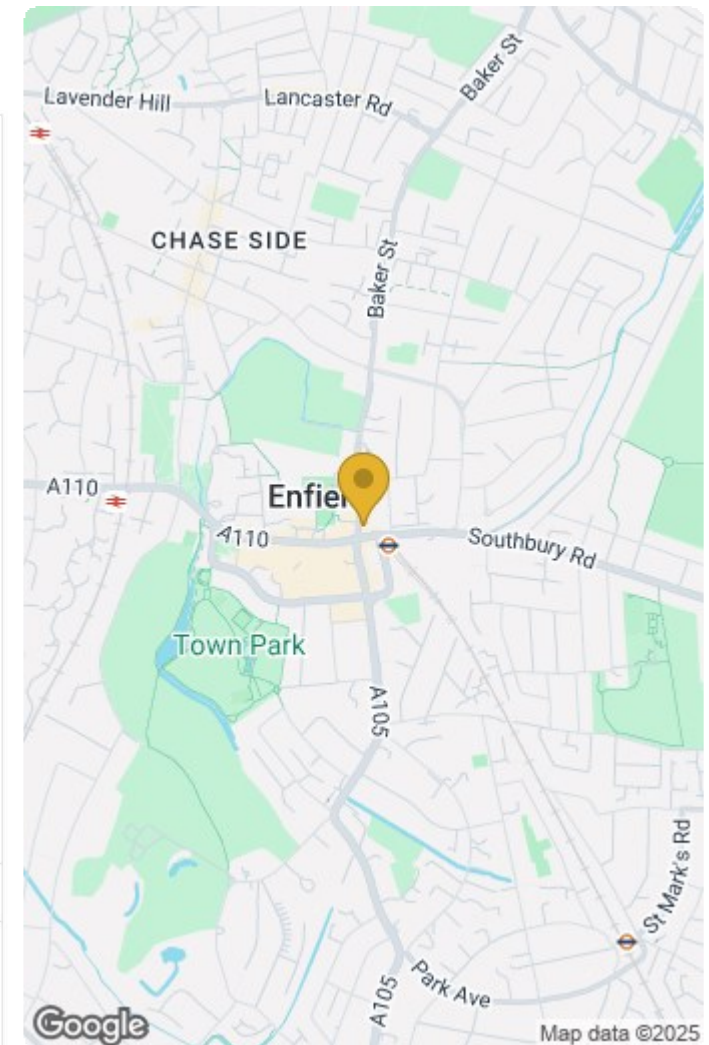 Baker St
Lavender Hill
Lancaster Rd
CHASE SIDE
Baker St
A110
Enfiel
A110
Southbury Rd
Town Park
A105
St Mark's Rd
Park Ave
A105
Google
Map data ©2025